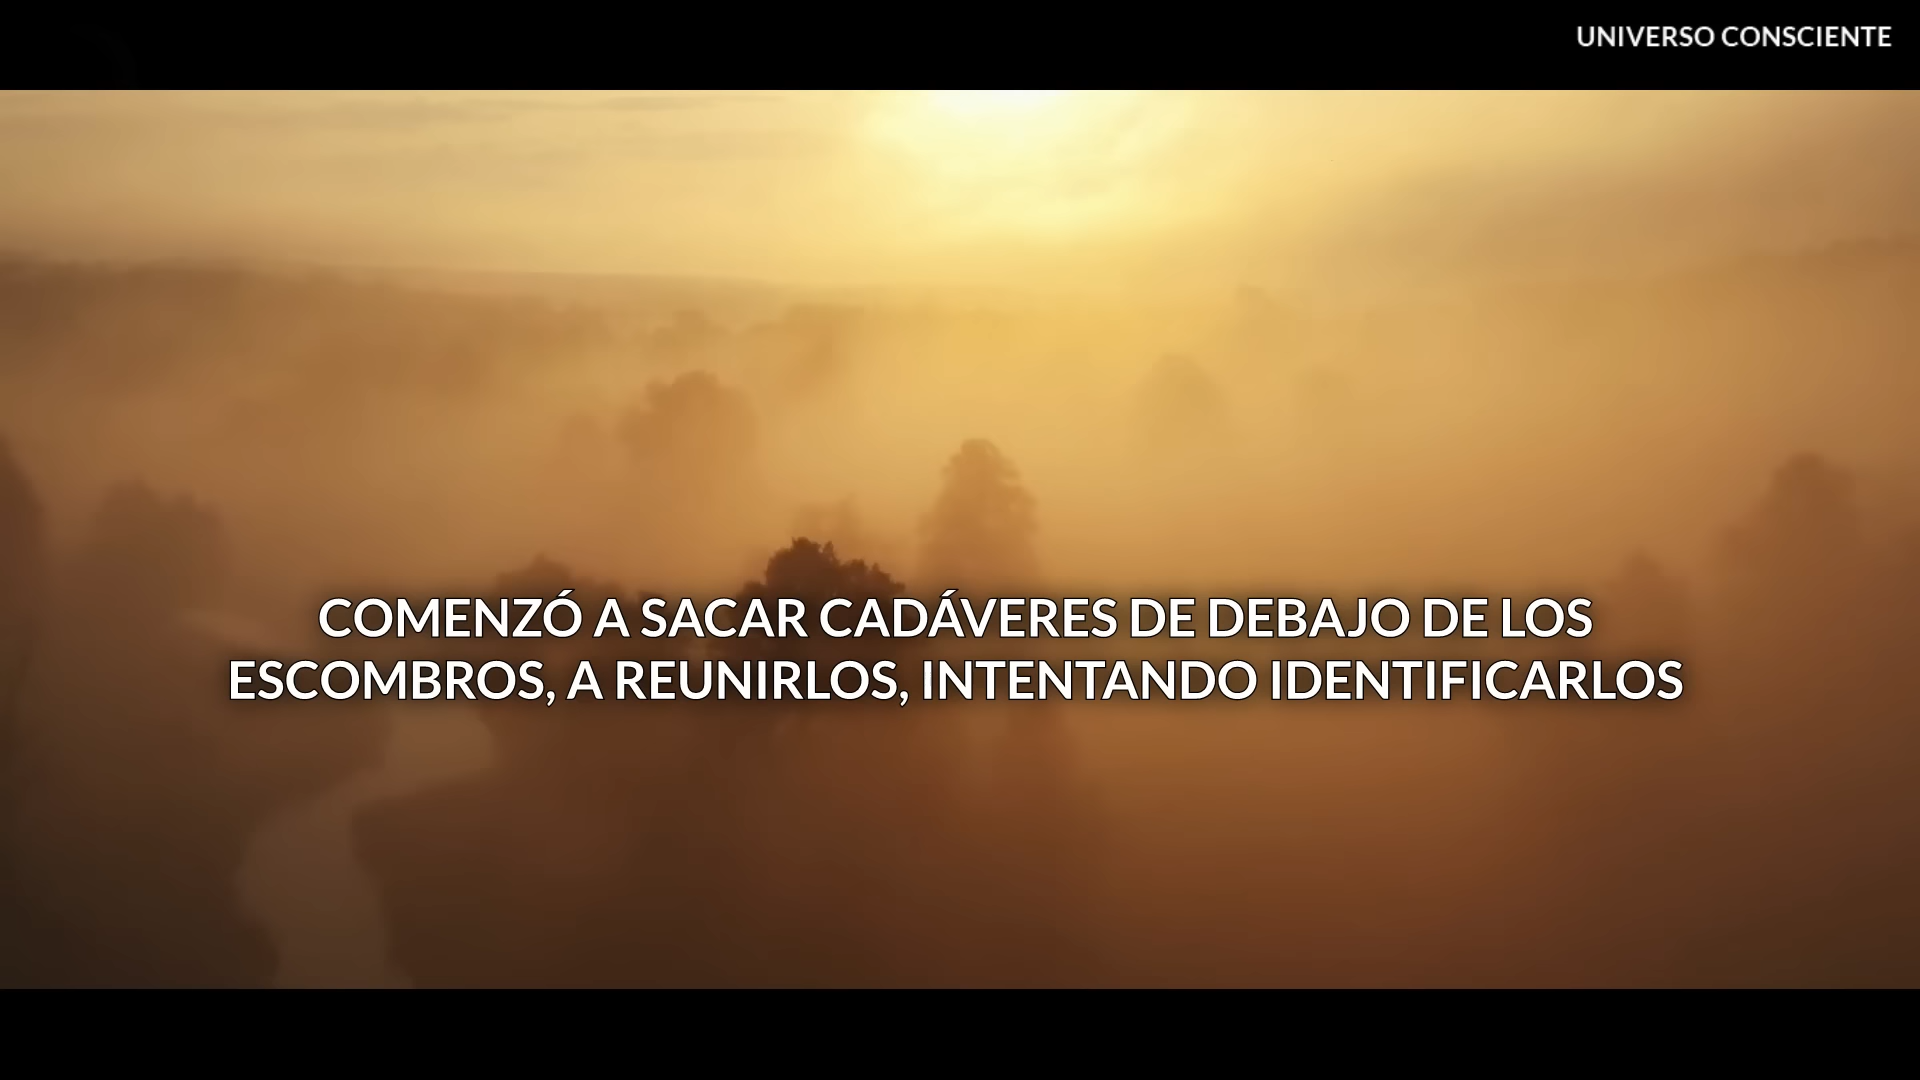 UNIVERSO CONSCIENTE
COMENZÓ A SACAR CADÁVERES DE DEBAJO DE LOS
ESCOMBROS, A REUNIRLOS, INTENTANDO IDENTIFICARLOS